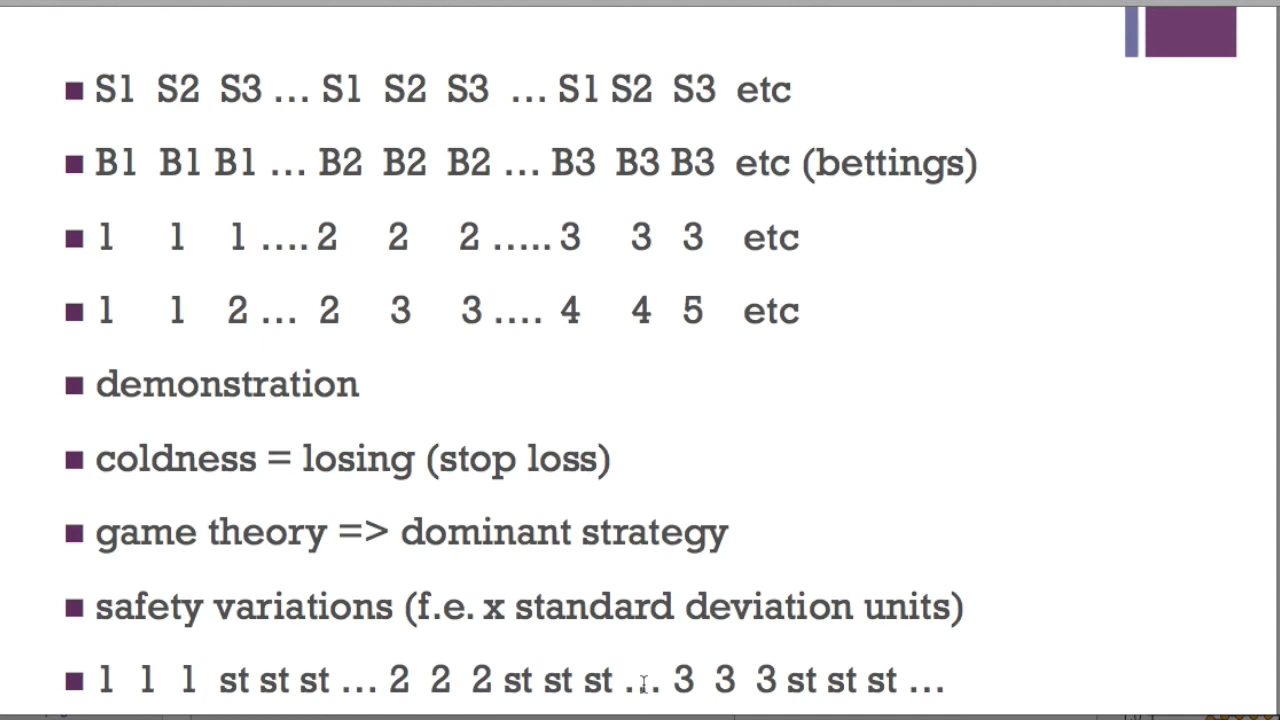 S1 S2 S3 ... S1 S2 S3 ... S1 S2 S3 etc
B1 B1 B1 ... B2 B2 B2 ... B3 B3 B3 etc (bettings)
1 1 1 .... 2 2 2 ..... 3 3 3 etc
1 1 2 ... 2 3 3 .... 4 4 5 etc
demonstration
coldness = losing (stop loss)
game theory => dominant strategy
safety variations (f.e. x standard deviation units)
1 1 1 st st st ... 2 2 2 st st st ... 3 3 3 st st st ...